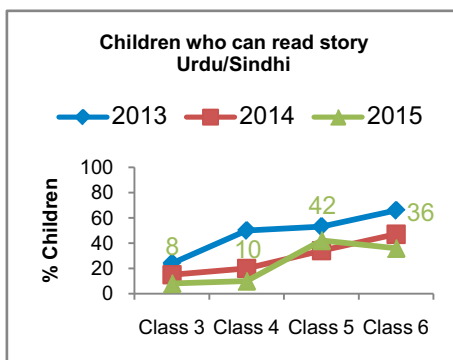 Children who can read story
Urdu/Sindhi
2013 2014 2015
% Children
100
80
60
40
20
0
8
10
42
36
Class 3 Class 4 Class 5 Class 6